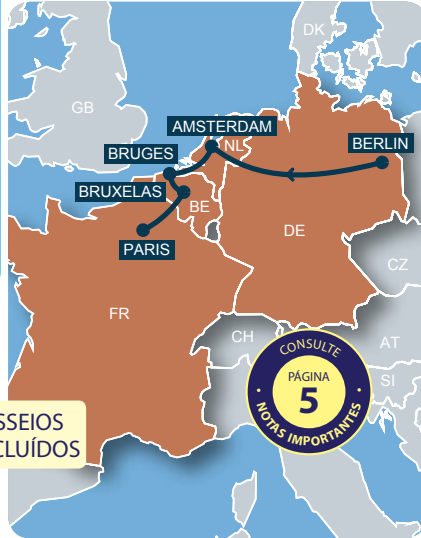 DK
GB
AMSTERDAM
NL
BRUGES
BERLIN
BRUXELAS
BE
PARIS
DE
CZ
FR
CH
AT
SI
CONSULTE
PÁGINA
5
• NOTAS IMPORTANTES •
SSEIOS
CLUÍDOS